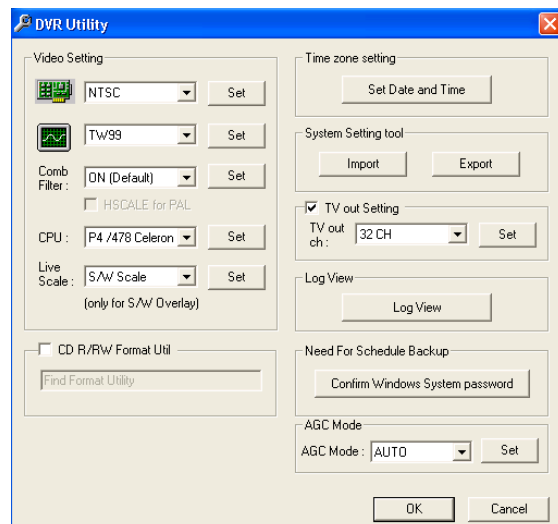 DVR Utility
Video Setting
NTSC Set
TW99 Set
Comb Filter : ON (Default) Set
HSCALE for PAL
CPU : P4 /478 Celeron Set
Live Scale : S/W Scale Set
(only for S/W Overlay)
CD R/RW Format Util
Find Format Utility
Time zone setting
Set Date and Time
System Setting tool
Import Export
TV out Setting
TV out ch : 32 CH Set
Log View
Log View
Need For Schedule Backup
Confirm Windows System password
AGC Mode
AGC Mode : AUTO Set
OK Cancel